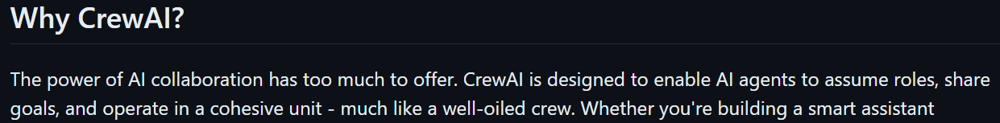 Why CrewAI?
The power of AI collaboration has too much to offer. CrewAI is designed to enable AI agents to assume roles, share
goals, and operate in a cohesive unit - much like a well-oiled crew. Whether you're building a smart assistant